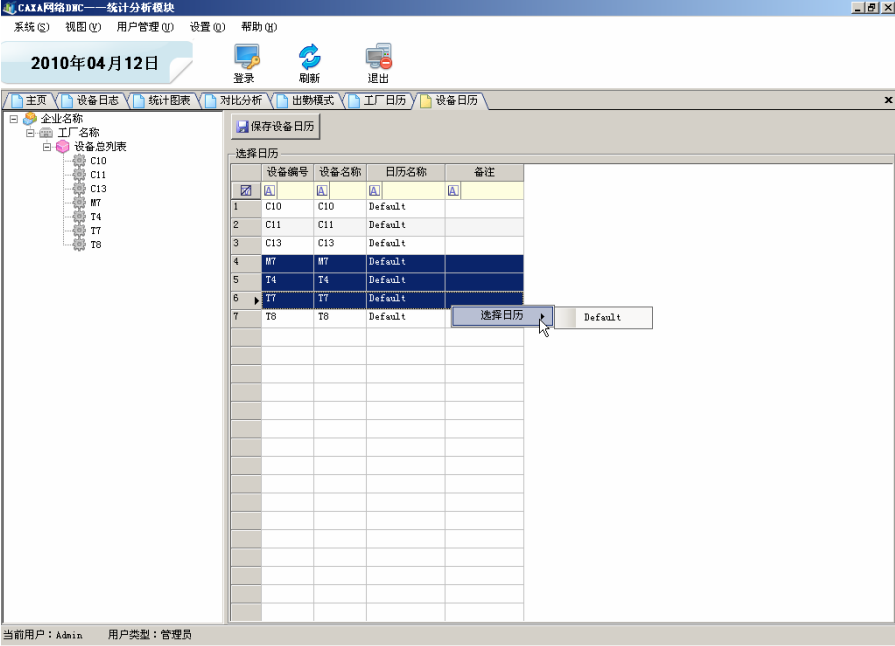 CAXA网络DNC——统计分析模块
系统(S) 视图(V) 用户管理(U) 设置(O) 帮助(H)
2010年04月12日
登录 刷新 退出
主页 设备日志 统计图表 对比分析 出勤模式 工厂日历 设备日历
企业名称
工厂名称
设备总列表
C10
C11
C13
M7
T4
T7
T8
保存设备日历
选择日历
设备编号 设备名称 日历名称 备注
A A A A
1 C10 C10 Default
2 C11 C11 Default
3 C13 C13 Default
4 M7 M7 Default
5 T4 T4 Default
6 T7 T7 Default
7 T8 T8 Default
选择日历 Default
当前用户：Admin 用户类型：管理员